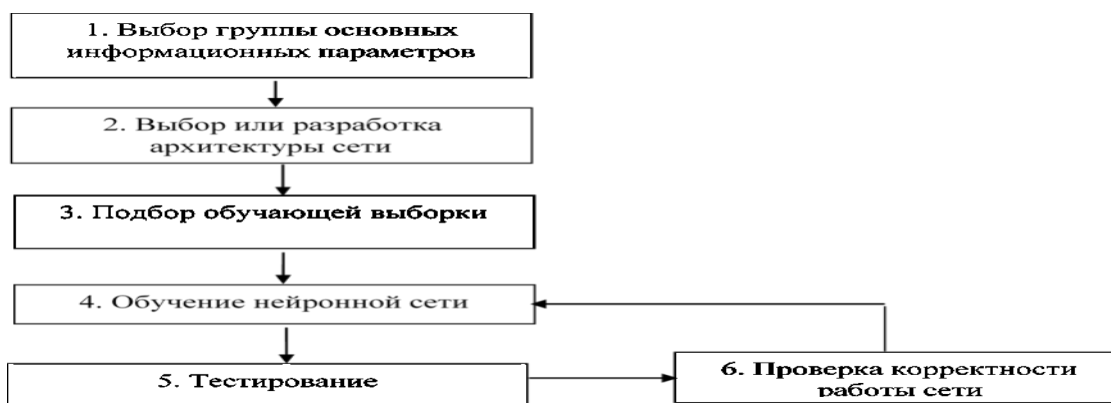 1. Выбор группы основных
информационных параметров
2. Выбор или разработка
архитектуры сети
3. Подбор обучающей выборки
4. Обучение нейронной сети
5. Тестирование
6. Проверка корректности
работы сети